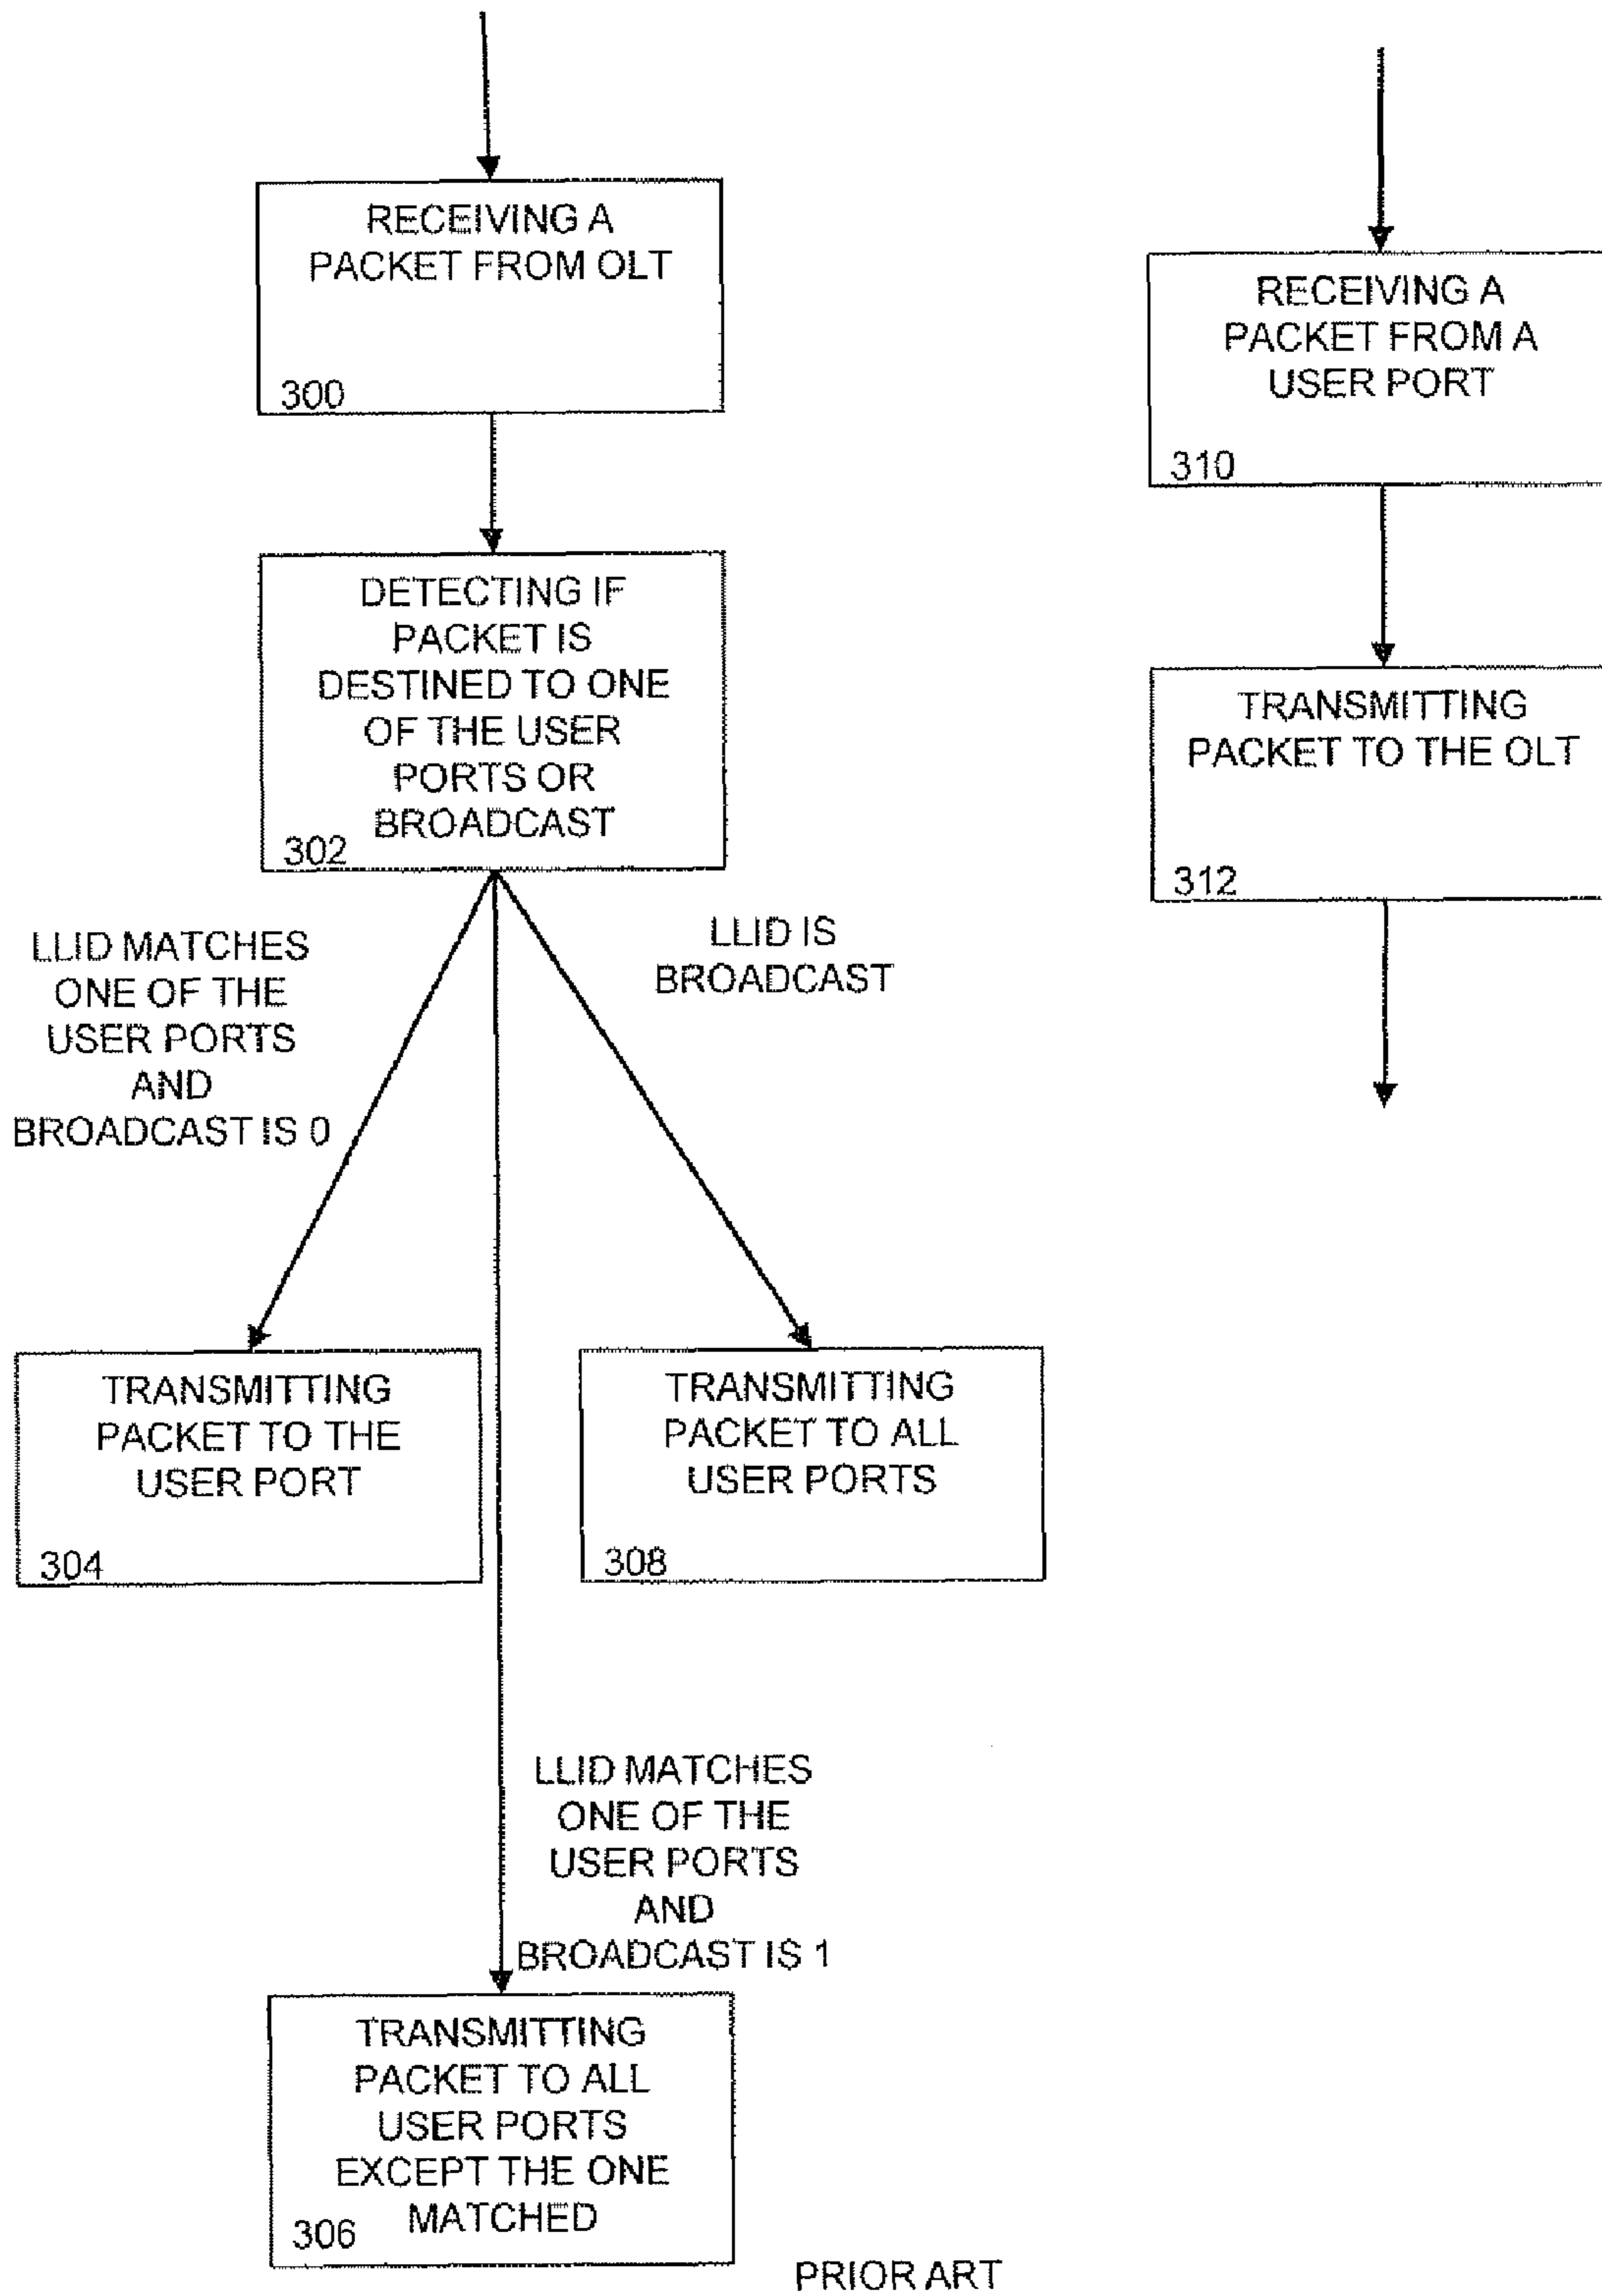 RECEIVING A
PACKET FROM OLT
300
DETECTING IF
PACKET IS
DESTINED TO ONE
OF THE USER
PORTS OR
BROADCAST
302
LLID MATCHES
ONE OF THE
USER PORTS
AND
BROADCAST IS 0
LLID IS
BROADCAST
TRANSMITTING
PACKET TO THE
USER PORT
304
TRANSMITTING
PACKET TO ALL
USER PORTS
308
LLID MATCHES
ONE OF THE
USER PORTS
AND
BROADCAST IS 1
TRANSMITTING
PACKET TO ALL
USER PORTS
EXCEPT THE ONE
MATCHED
306
RECEIVING A
PACKET FROM A
USER PORT
310
TRANSMITTING
PACKET TO THE OLT
312
PRIOR ART